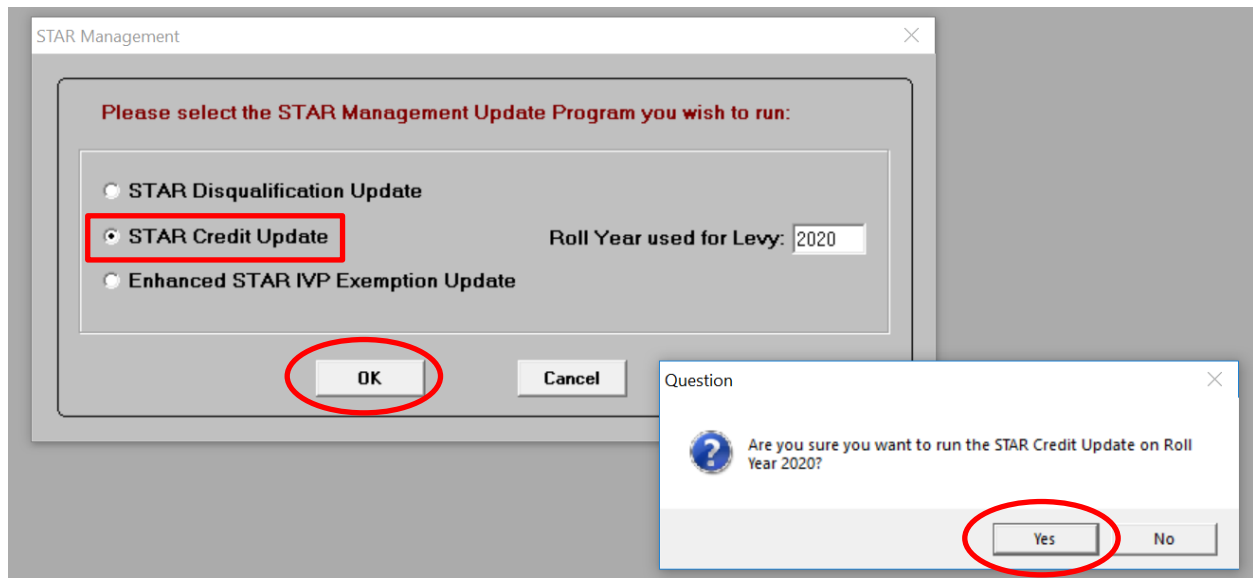 STAR Management
Please select the STAR Management Update Program you wish to run:
STAR Disqualification Update
STAR Credit Update
Roll Year used for Levy: 2020
Enhanced STAR IVP Exemption Update
OK
Cancel
Question
Are you sure you want to run the STAR Credit Update on Roll
Year 2020?
Yes
No